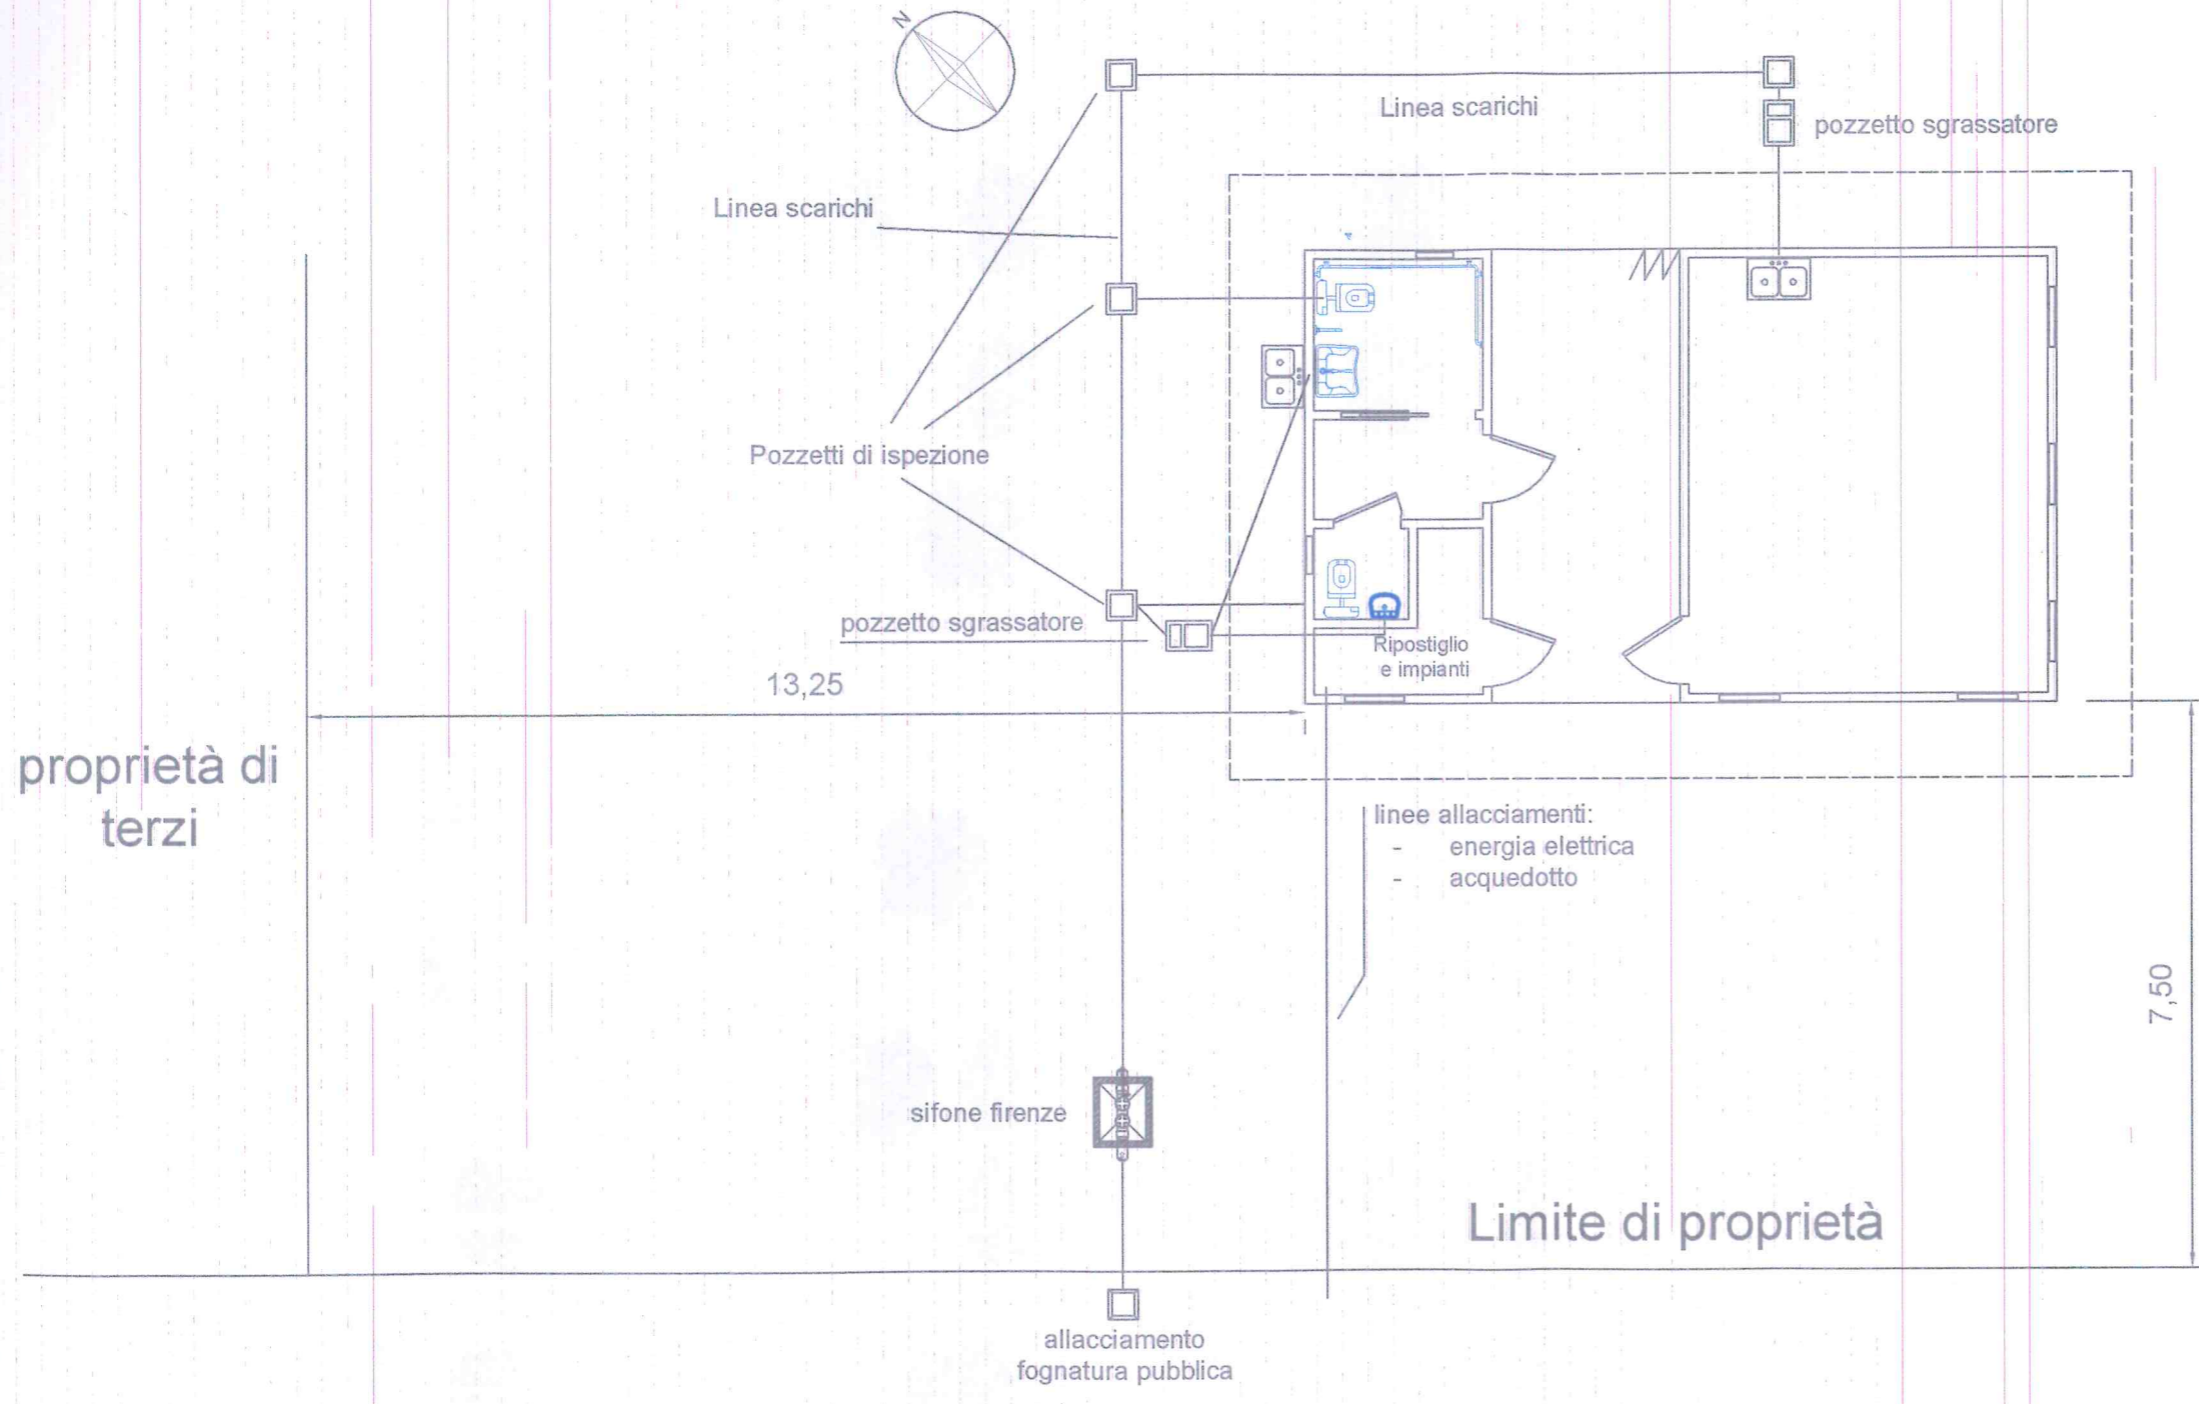 N
Linea scarichi
pozzetto sgrassatore
Linea scarichi
Pozzetti di ispezione
pozzetto sgrassatore
Ripostiglio
e impianti
13,25
proprietà di
terzi
linee allacciamenti:
- energia elettrica
- acquedotto
7,50
sifone firenze
Limite di proprietà
allacciamento
fognatura pubblica